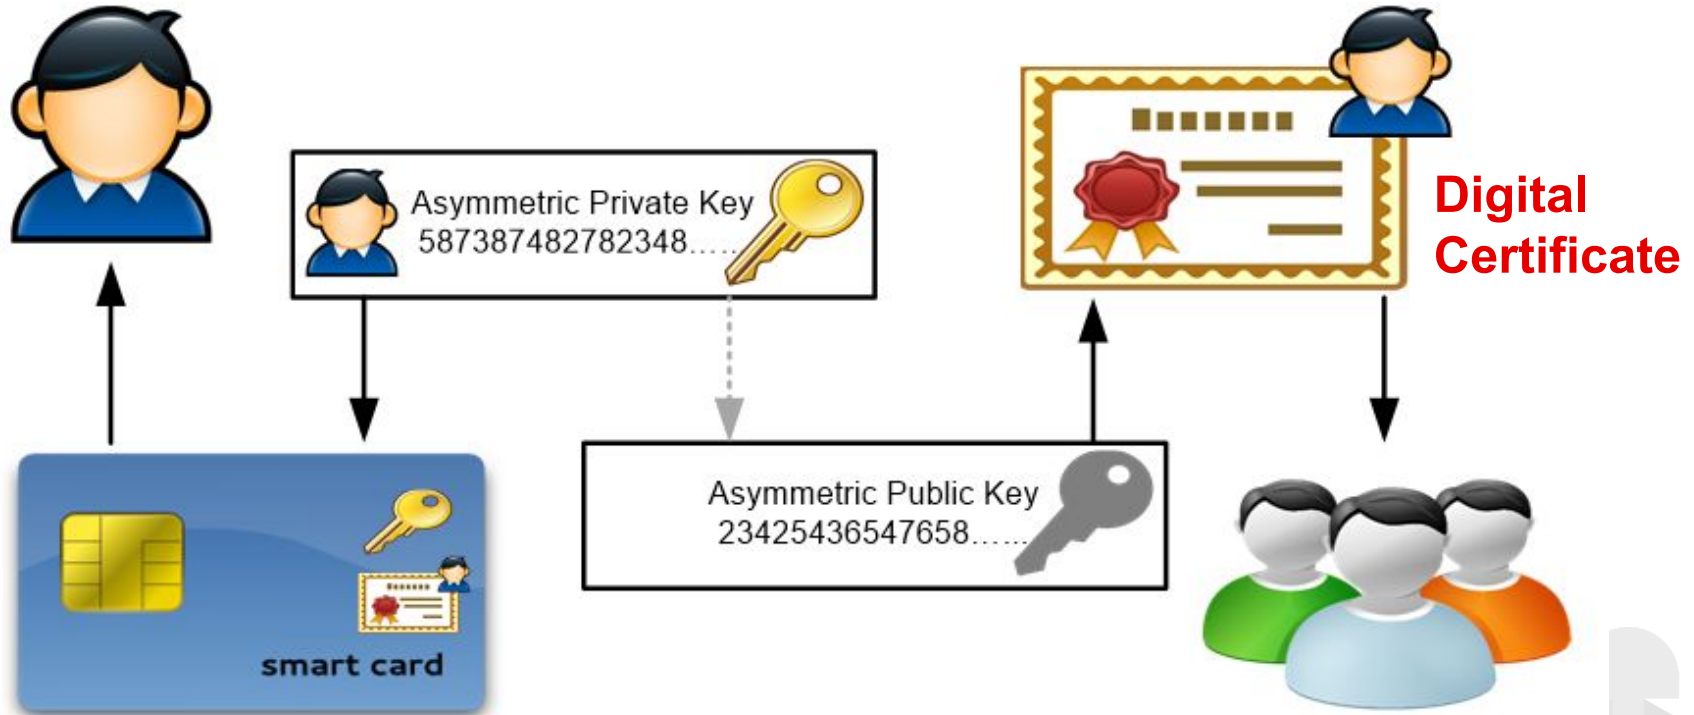 Asymmetric Private Key
587387482782348......
Digital
Certificate
Asymmetric Public Key
23425436547658......
smart card